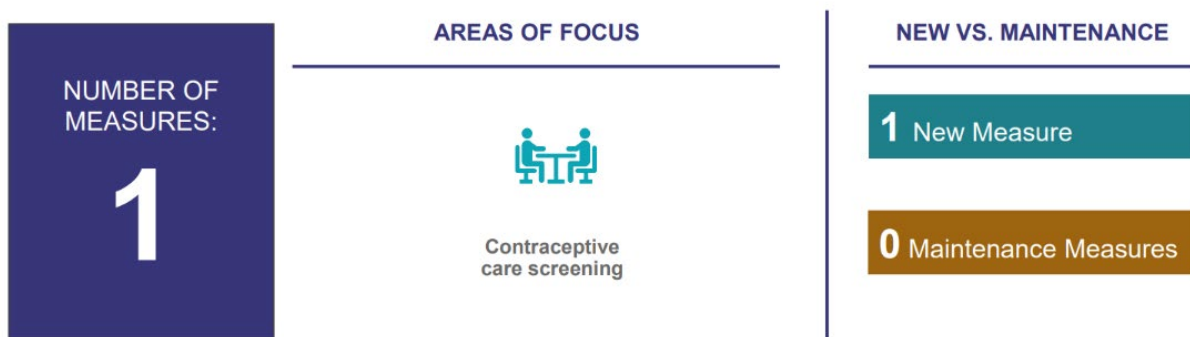 NUMBER OF
MEASURES:
1
AREAS OF FOCUS
Contraceptive
care screening
NEW VS. MAINTENANCE
1 New Measure
0 Maintenance Measures